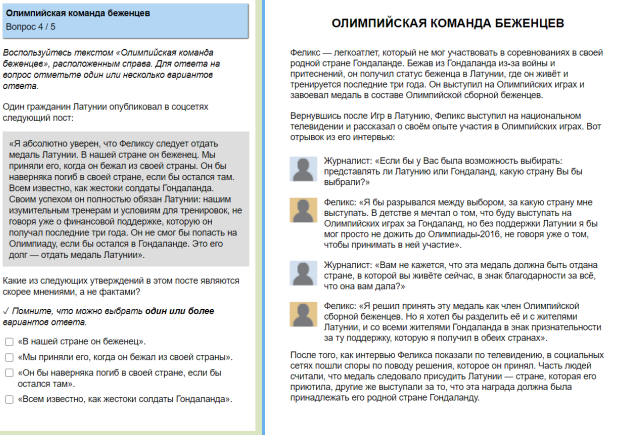 Олимпийская команда беженцев
Вопрос 4 / 5
Воспользуйтесь текстом «Олимпийская команда
беженцев», расположенным справа. Для ответа на
вопрос отметьте один или несколько вариантов
ответа.
Один гражданин Латунии опубликовал в соцсетях
следующий пост:
«Я абсолютно уверен, что Феликсу следует отдать
медаль Латунии. В нашей стране он беженец. Мы
приняли его, когда он бежал из своей страны. Он бы
наверняка погиб в своей стране, если бы остался там.
Всем известно, как жестоки солдаты Гондаланда.
Своим успехом он полностью обязан Латунии: нашим
изумительным тренерам и условиям для тренировок, не
говоря уже о финансовой поддержке, которую он
получал последние три года. Он не смог бы попасть на
Олимпиаду, если бы остался в Гондаланде. Это его
долг — отдать медаль Латунии».
Какие из следующих утверждений в этом посте являются
скорее мнениями, а не фактами?
✓ Помните, что можно выбрать один или более
вариантов ответа.
«В нашей стране он беженец».
«Мы приняли его, когда он бежал из своей страны».
«Он бы наверняка погиб в своей стране, если бы
остался там».
«Всем известно, как жестоки солдаты Гондаланда».
ОЛИМПИЙСКАЯ КОМАНДА БЕЖЕНЦЕВ
Феликс — легкоатлет, который не мог участвовать в соревнованиях в своей
родной стране Гондаланде. Бежав из Гондаланда из-за войны и
притеснений, он получил статус беженца в Латунии, где он живёт и
тренируется последние три года. Он выступил на Олимпийских играх и
завоевал медаль в составе Олимпийской сборной беженцев.
Вернувшись после Игр в Латунию, Феликс выступил на национальном
телевидении и рассказал о своём опыте участия в Олимпийских играх. Вот
отрывок из его интервью:
Журналист: «Если бы у Вас была возможность выбирать:
представлять ли Латунию или Гондаланд, какую страну Вы бы
выбрали?»
Феликс: «Я бы разрывался между выбором, за какую страну мне
выступать. В детстве я мечтал о том, что буду выступать на
Олимпийских играх за Гондаланд, но без поддержки Латунии я бы
мог просто не дожить до Олимпиады-2016, не говоря уже о том,
чтобы принимать в ней участие».
Журналист: «Вам не кажется, что эта медаль должна быть отдана
стране, в которой вы живёте сейчас, в знак благодарности за всё,
что она вам дала?»
Феликс: «Я решил принять эту медаль как член Олимпийской
сборной беженцев. Но я хотел бы разделить её и с жителями
Латунии, и со всеми жителями Гондаланда в знак признательности
за ту поддержку, которую я получил в обеих странах».
После того, как интервью Феликса показали по телевидению, в социальных
сетях пошли споры по поводу решения, которое он принял. Часть людей
считали, что медаль следовало присудить Латунии — стране, которая его
приютила, другие же выступали за то, что эта награда должна была
принадлежать его родной стране Гондаланду.